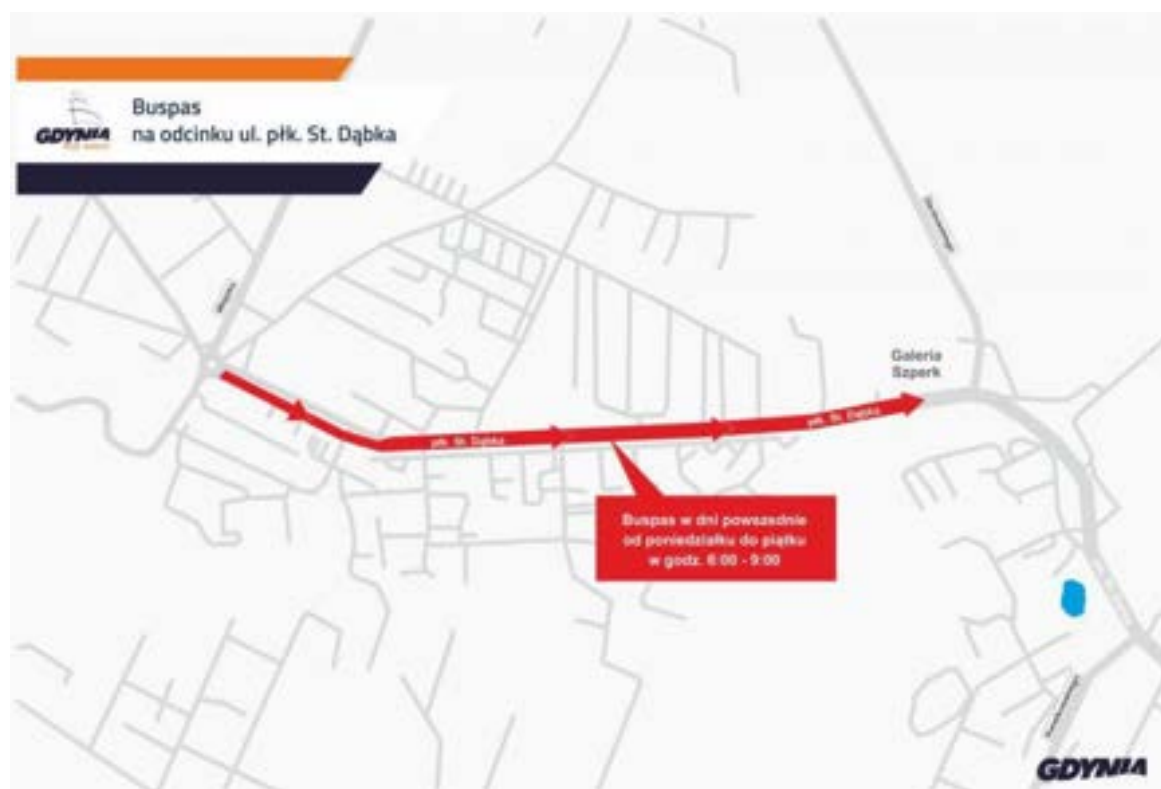 Buspas
GDYNIA
na odcinku ul. płk. St. Dąbka
Galeria
Szperk
płk. St. Dąbka
płk. St. Dąbka
Buspas w dni powszednie
od poniedziałku do piątku
w godz. 6:00 - 9:00
GDYNIA